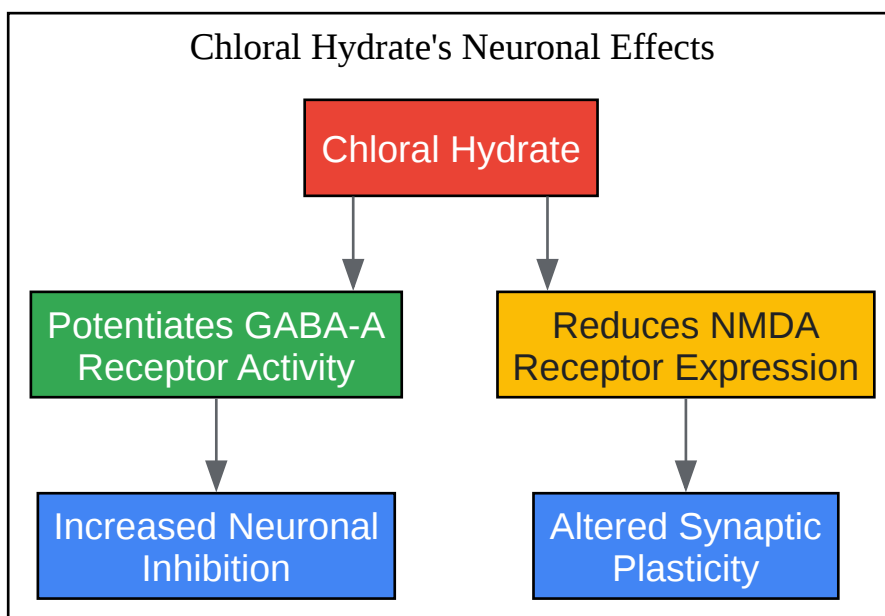 Chloral Hydrate's Neuronal Effects
Chloral Hydrate
Potentiates GABA-A
Receptor Activity
Reduces NMDA
Receptor Expression
Increased Neuronal
Inhibition
Altered Synaptic
Plasticity